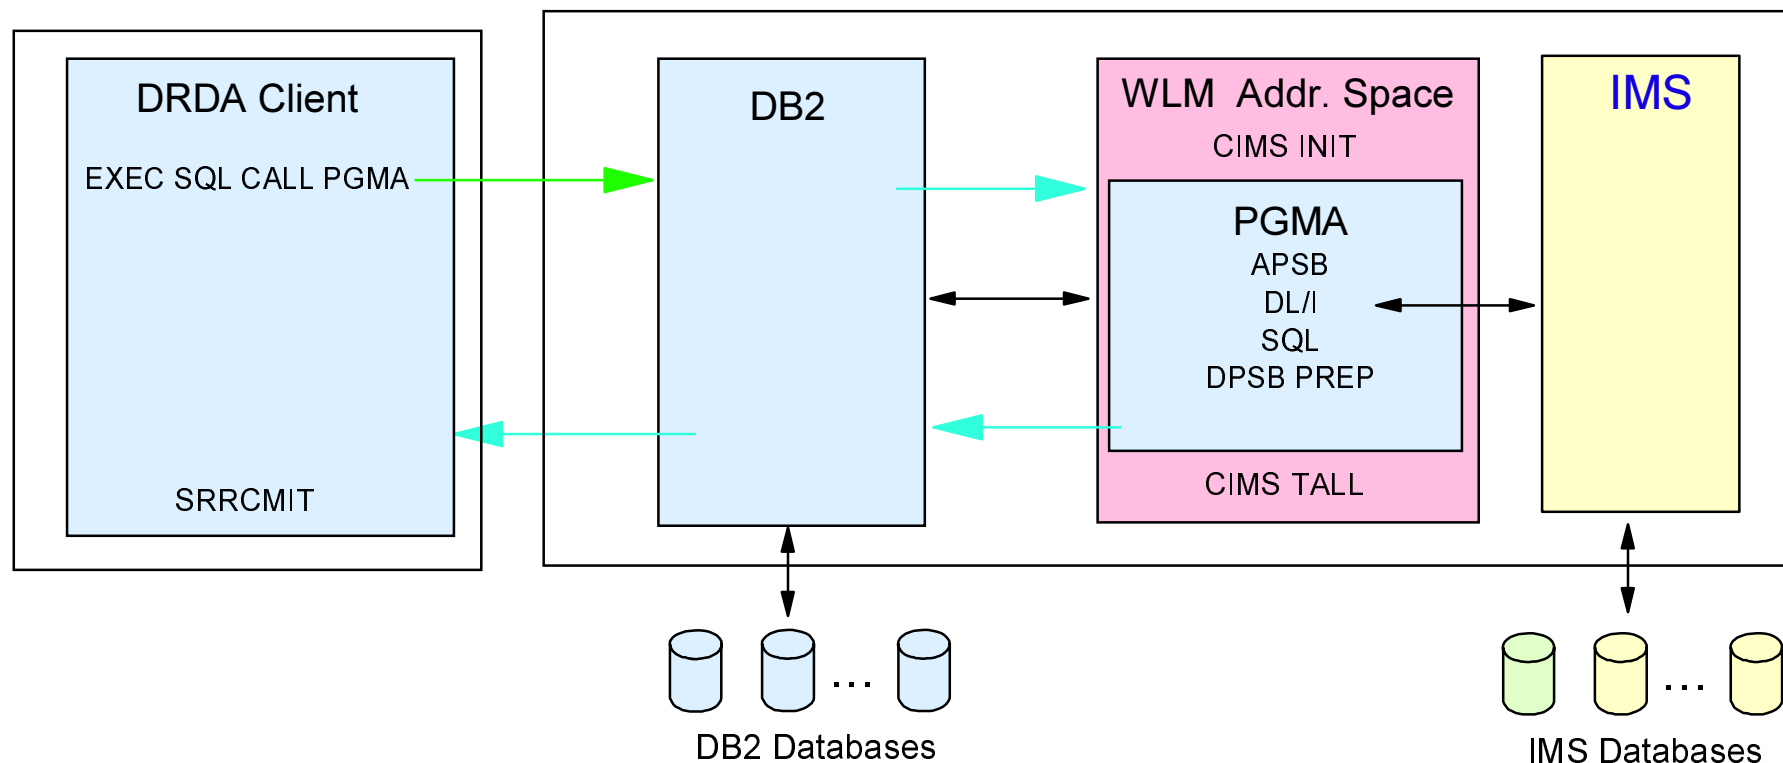 DRDA Client
EXEC SQL CALL PGMA
SRRCMIT
DB2
WLM Addr. Space
CIMS INIT
PGMA
APSB
DL/I
SQL
DPSB PREP
CIMS TALL
IMS
...
DB2 Databases
...
IMS Databases